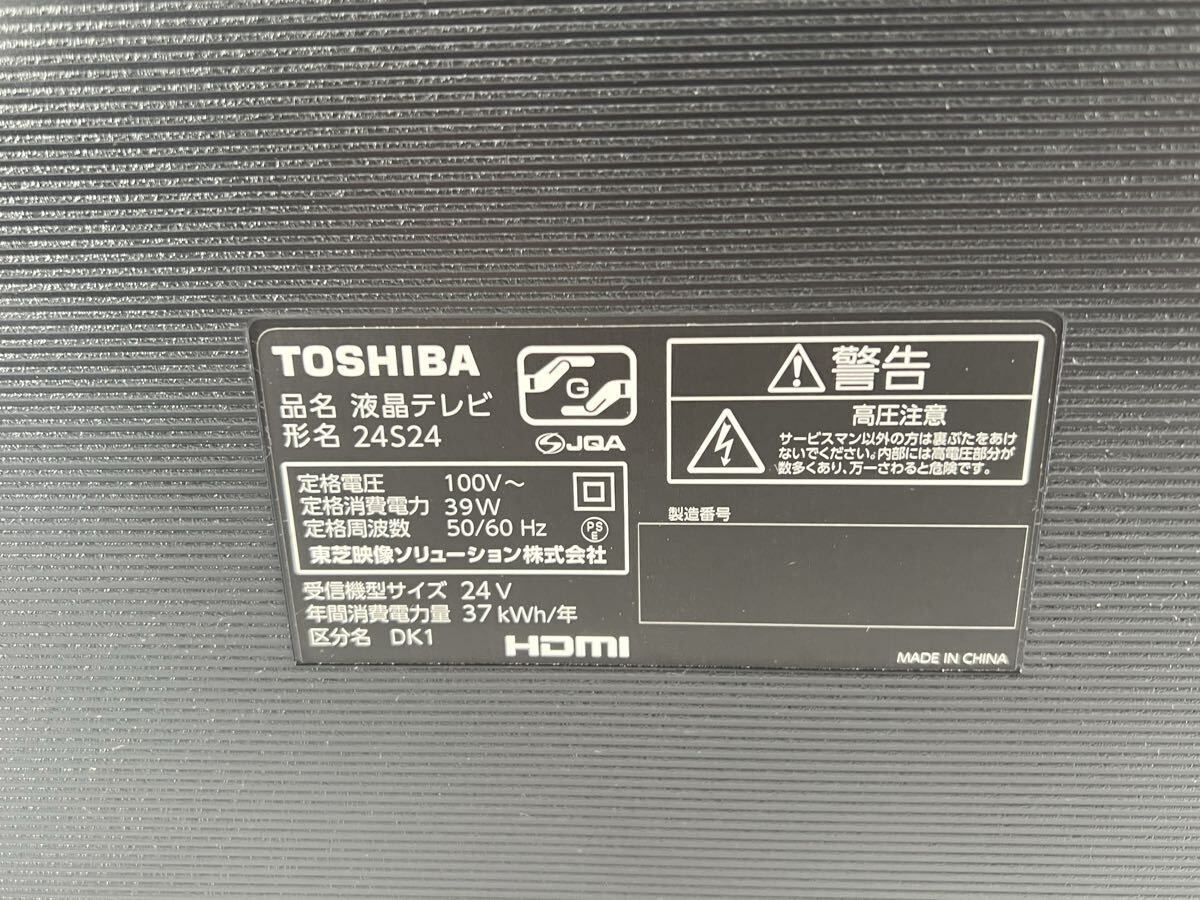 TOSHIBA
品名 液晶テレビ
形名 24S24
G
JQA
定格電圧 100V～
定格消費電力 39W
定格周波数 50/60 Hz
PS
E
東芝映像ソリューション株式会社
受信機型サイズ 24V
年間消費電力量 37 kWh/年
区分名 DK1
HDMI
警告
高圧注意
サービスマン以外の方は裏ぶたをあけ
ないでください。内部には高電圧部分が
数多くあり、万一さわると危険です。
製造番号
MADE IN CHINA